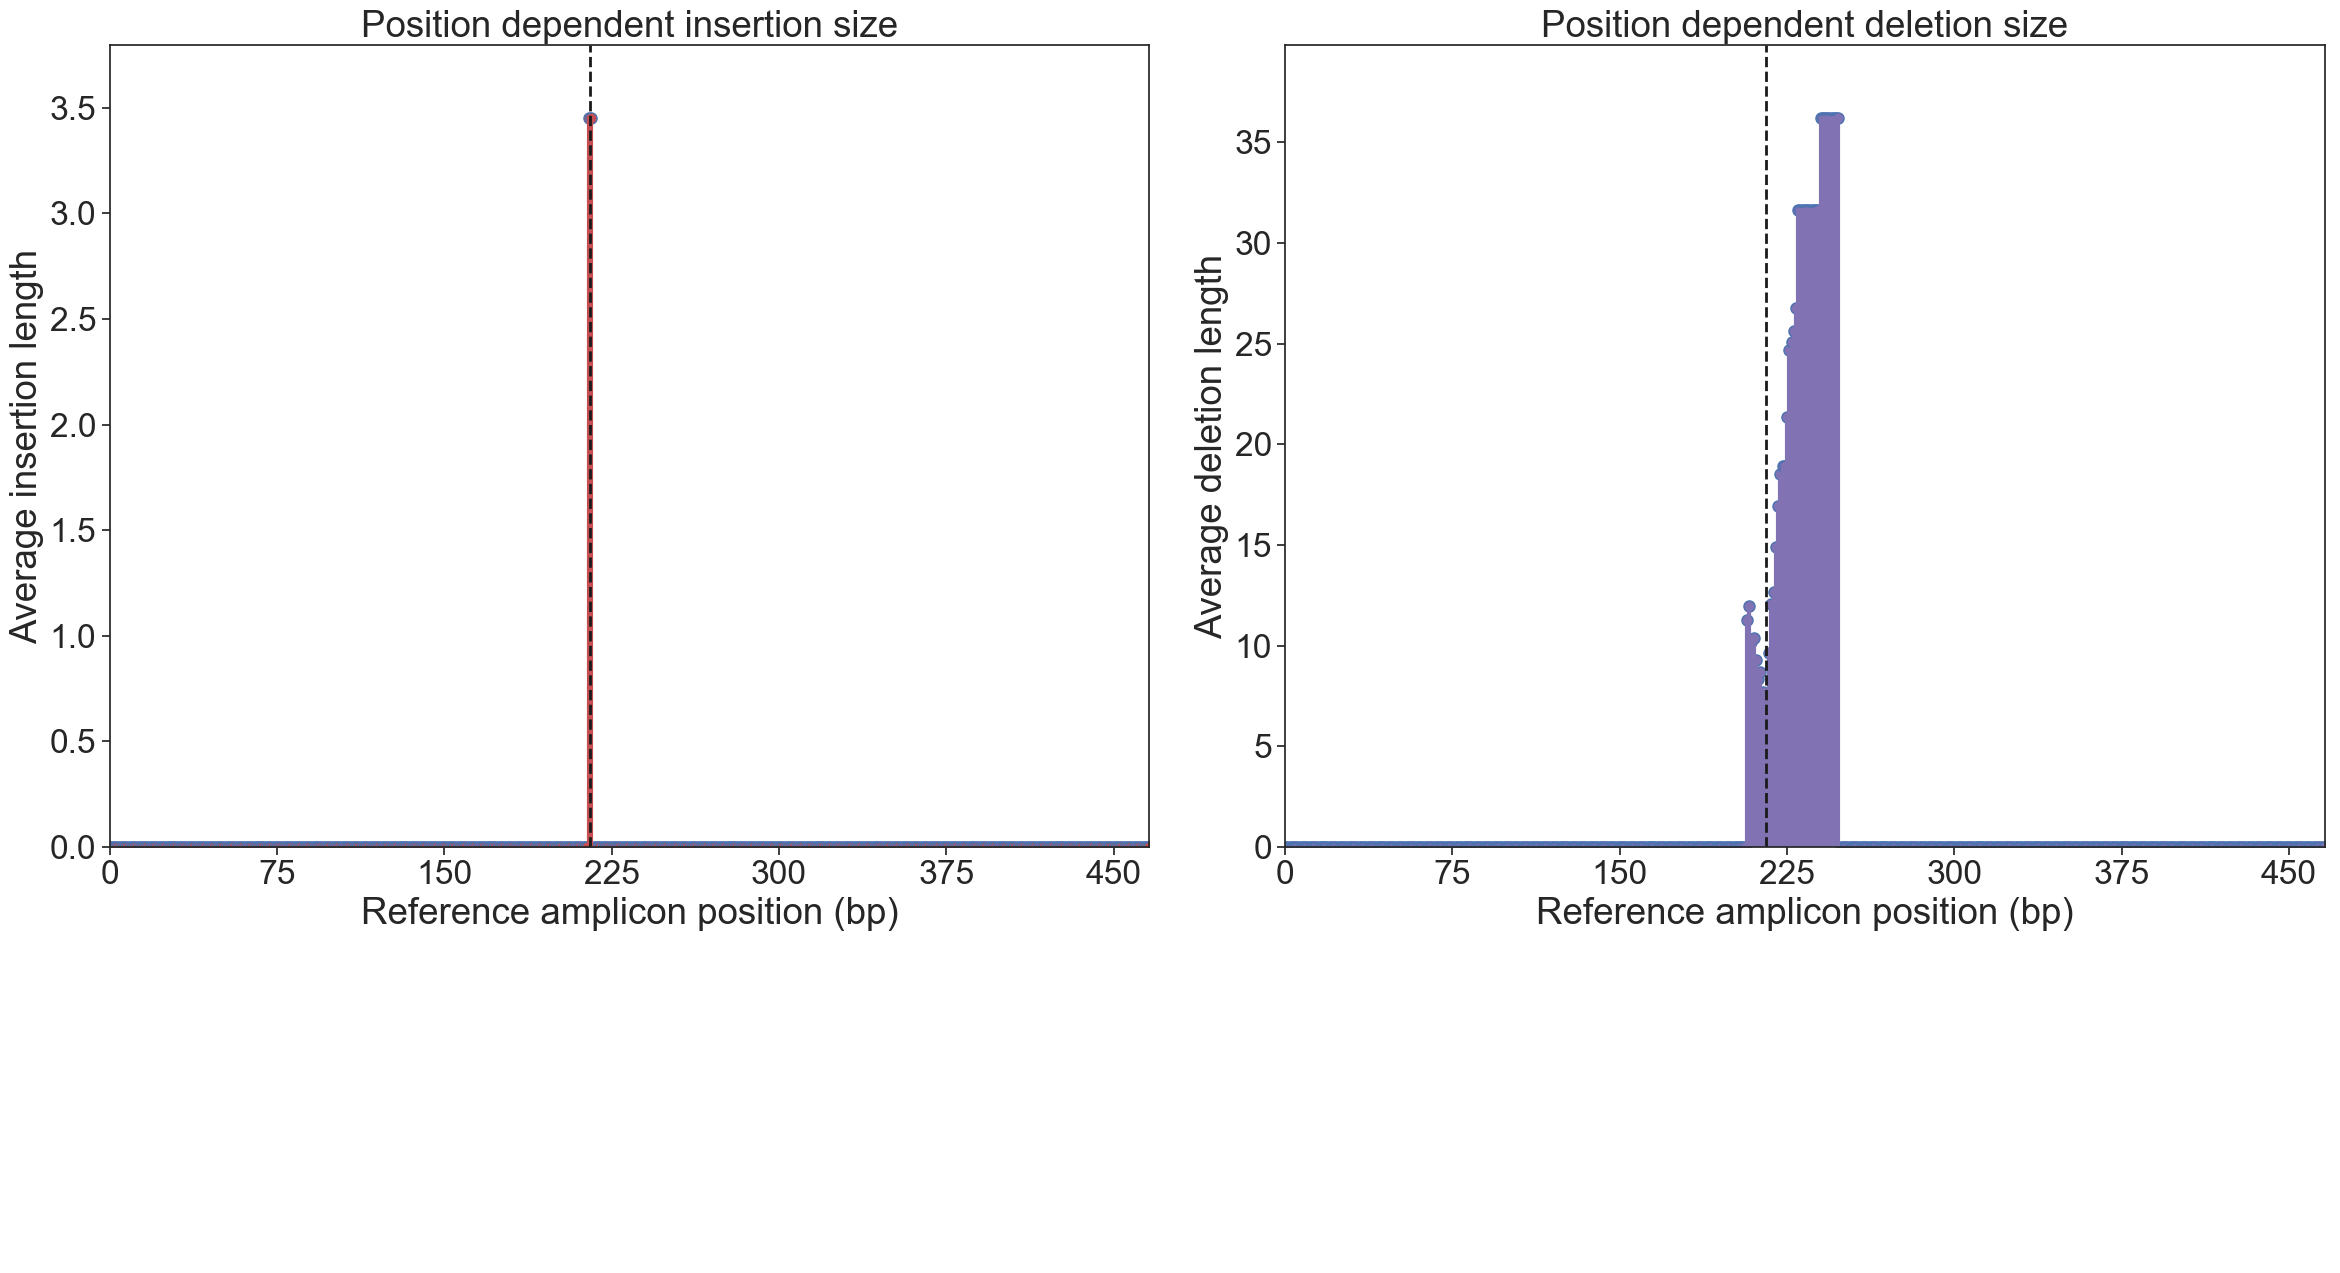 Position dependent insertion size
Average insertion length
3.5
3.0
2.5
2.0
1.5
1.0
0.5
0.0
0 75 150 225 300 375 450
Reference amplicon position (bp)
Position dependent deletion size
Average deletion length
35
30
25
20
15
10
5
0
0 75 150 225 300 375 450
Reference amplicon position (bp)